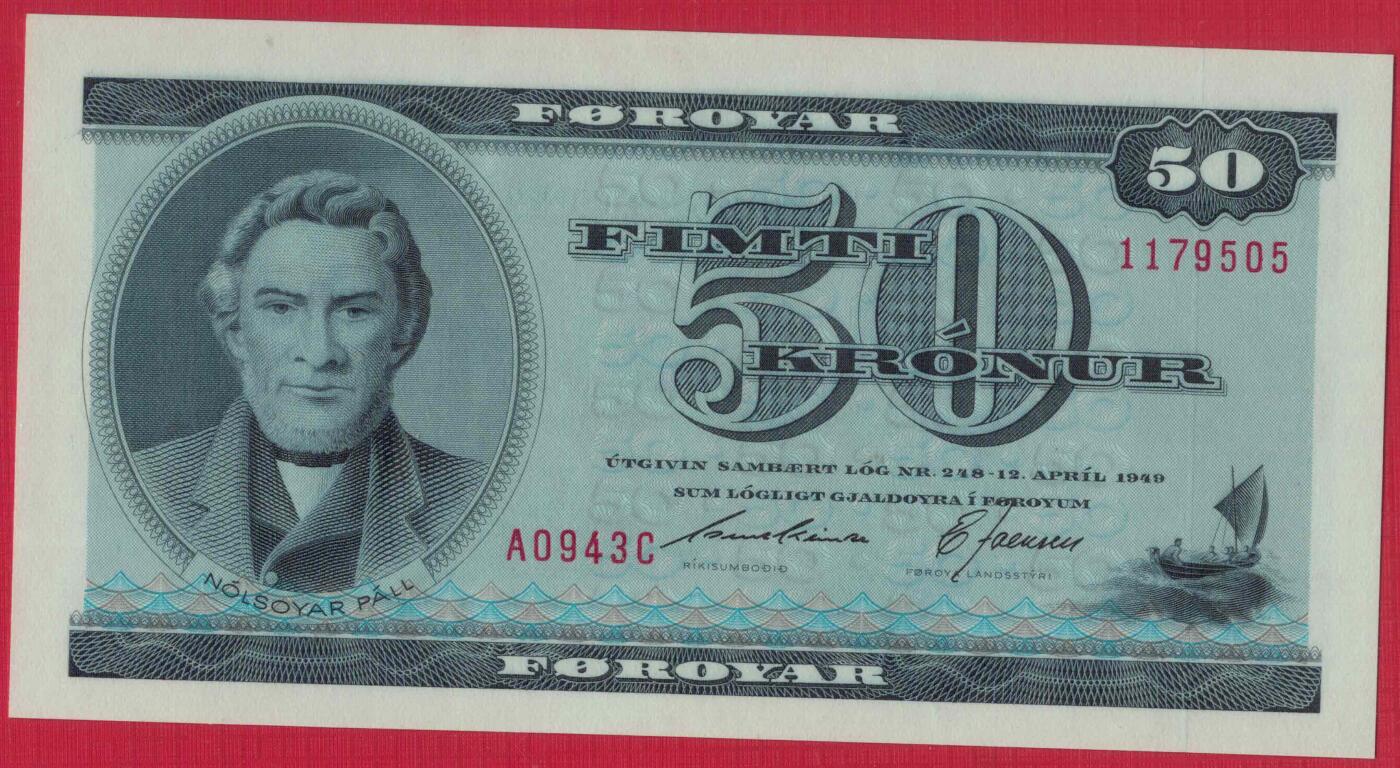 FØROYAR
50
1179505
50
FIMTI
KRÓNUR
ÚTGIVIN SAMBÆRT LÓG NR. 248-12. APRÍL 1949
SUM LÓGLIGT GJALDOYRA Í FØROYUM
A0943C
RÍKISUMBOÐIÐ
FØROYA LANDSSTÝRI
NÓLSOYAR PÁLL
FØROYAR